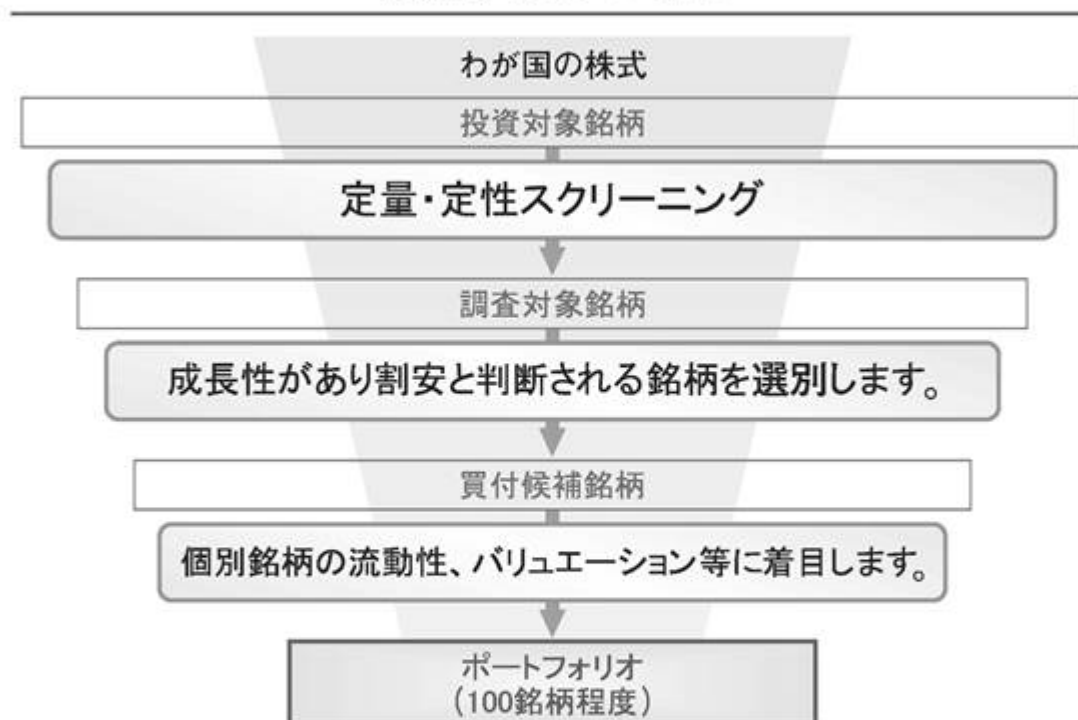 わが国の株式
投資対象銘柄
定量・定性スクリーニング
調査対象銘柄
成長性があり割安と判断される銘柄を選別します。
買付候補銘柄
個別銘柄の流動性、バリュエーション等に着目します。
ポートフォリオ
(100銘柄程度)